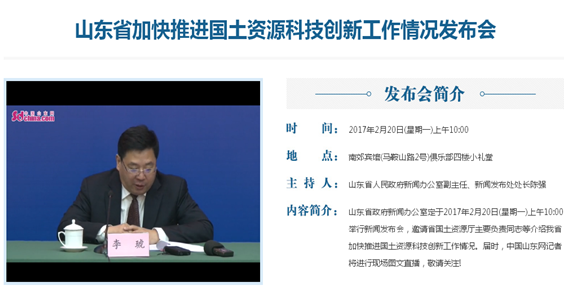 山东省加快推进国土资源科技创新工作情况发布会
发布会简介
时 间： 2017年2月20日(星期一)上午10:00
地 点： 南郊宾馆(马鞍山路2号)俱乐部四楼小礼堂
主 持 人： 山东省人民政府新闻办公室副主任、新闻发布处处长陈强
内容简介： 山东省政府新闻办公室定于2017年2月20日(星期一)上午10:00
举行新闻发布会，邀请省国土资源厅主要负责同志等介绍我省
加快推进国土资源科技创新工作情况。届时，中国山东网记者
将进行现场图文直播，敬请关注!
李 琥